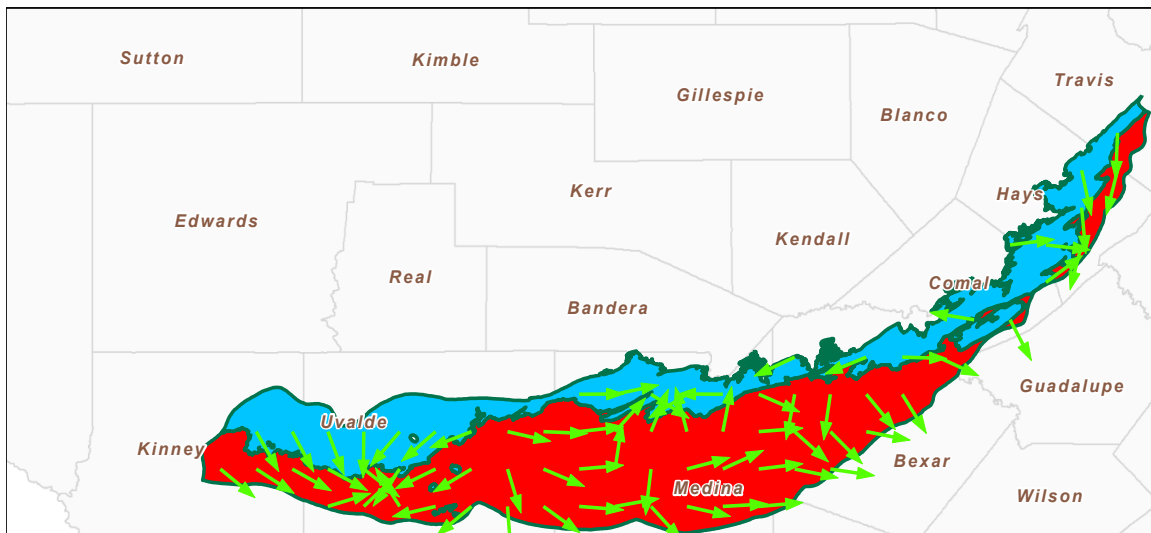 Sutton
Kimble
Travis
Gillespie
Blanco
Kerr
Hays
Edwards
Kendall
Real
Comal
Bandera
Guadalupe
Uvalde
Kinney
Bexar
Medina
Wilson